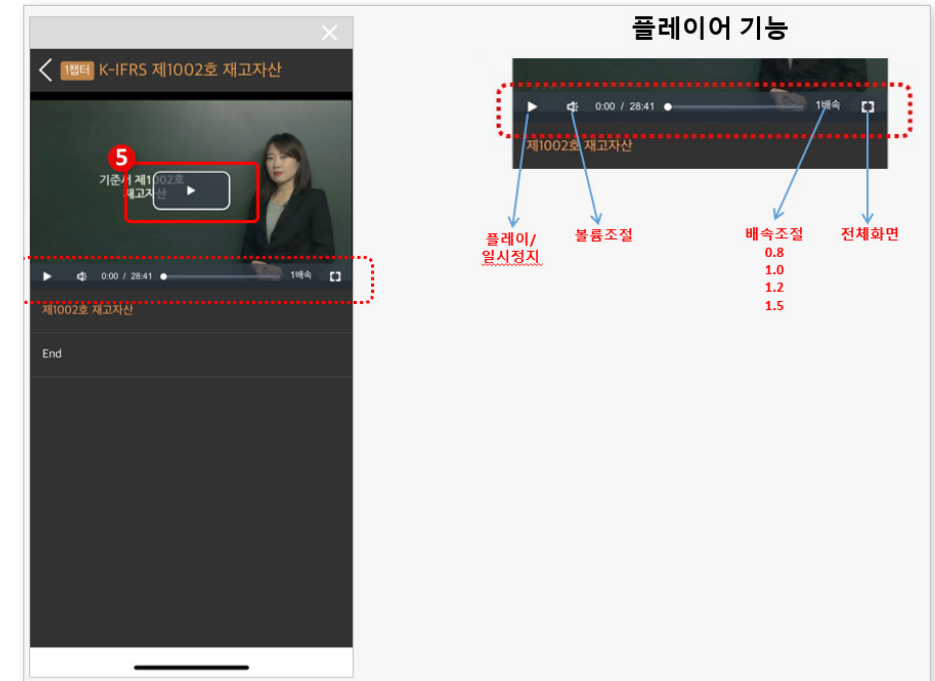 플레이어 기능
1챕터 K-IFRS 제1002호 재고자산
5
기준서 제1002호
재고자산
0:00 / 28:41
1배속
제1002호 재고자산
End
0:00 / 28:41
1배속
제1002호 재고자산
플레이/
일시정지
볼륨조절
배속조절
0.8
1.0
1.2
1.5
전체화면